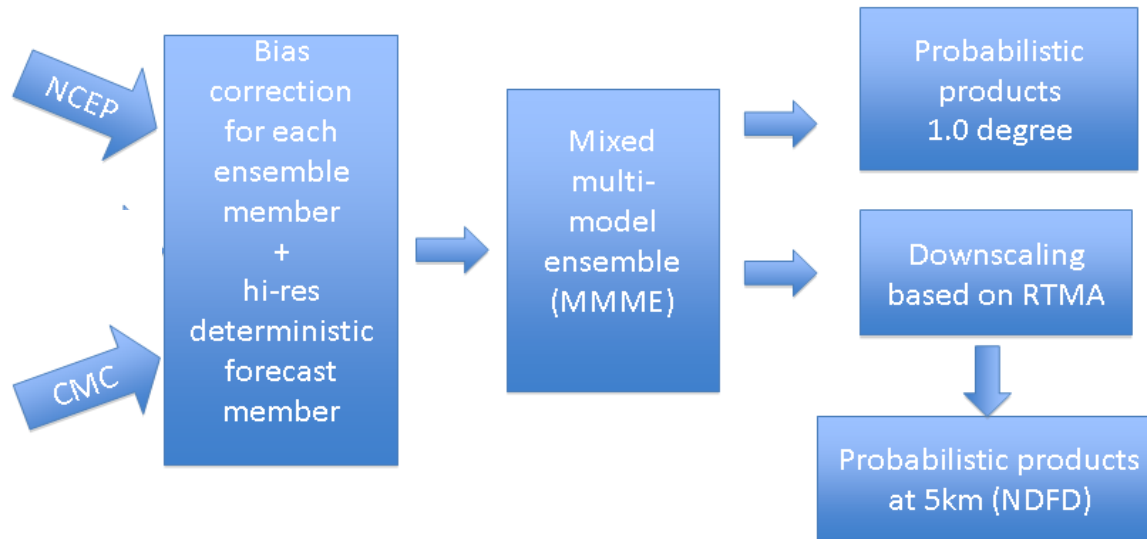 NCEP
CMC
Bias
correction
for each
ensemble
member
+
hi-res
deterministic
forecast
member
Mixed
multi-
model
ensemble
(MMME)
Probabilistic
products
1.0 degree
Downscaling
based on RTMA
Probabilistic products
at 5km (NDFD)